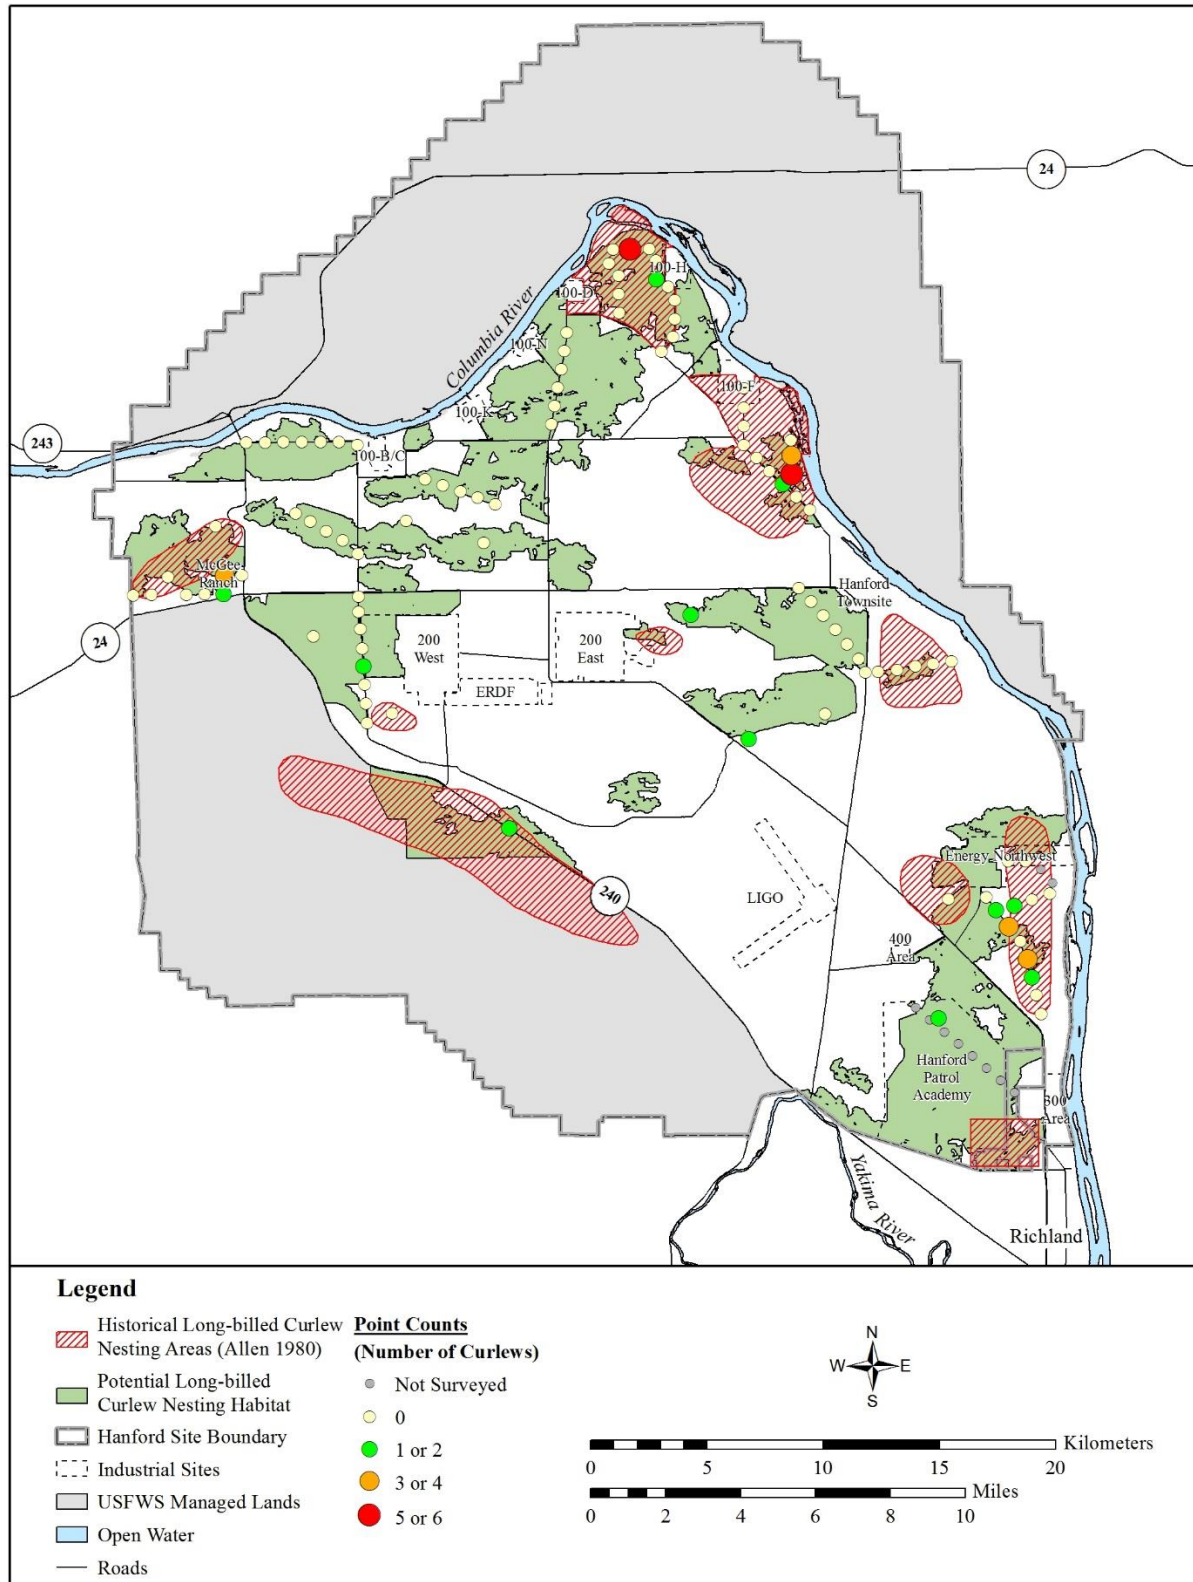 24
Columbia River
100-H
100-D
100-N
100-F
100-K
243
100-B/C
McGee
Ranch
Hanford
Townsite
24
200
West
200
East
ERDF
Energy Northwest
240
LIGO
400
Area
Hanford
Patrol
Academy
300
Area
Yakima River
Richland
Legend
Historical Long-billed Curlew
Nesting Areas (Allen 1980)
Potential Long-billed
Curlew Nesting Habitat
Hanford Site Boundary
Industrial Sites
USFWS Managed Lands
Open Water
Roads
Point Counts
(Number of Curlews)
Not Surveyed
0
1 or 2
3 or 4
5 or 6
N
W E
S
Kilometers
0 5 10 15 20
Miles
0 2 4 6 8 10